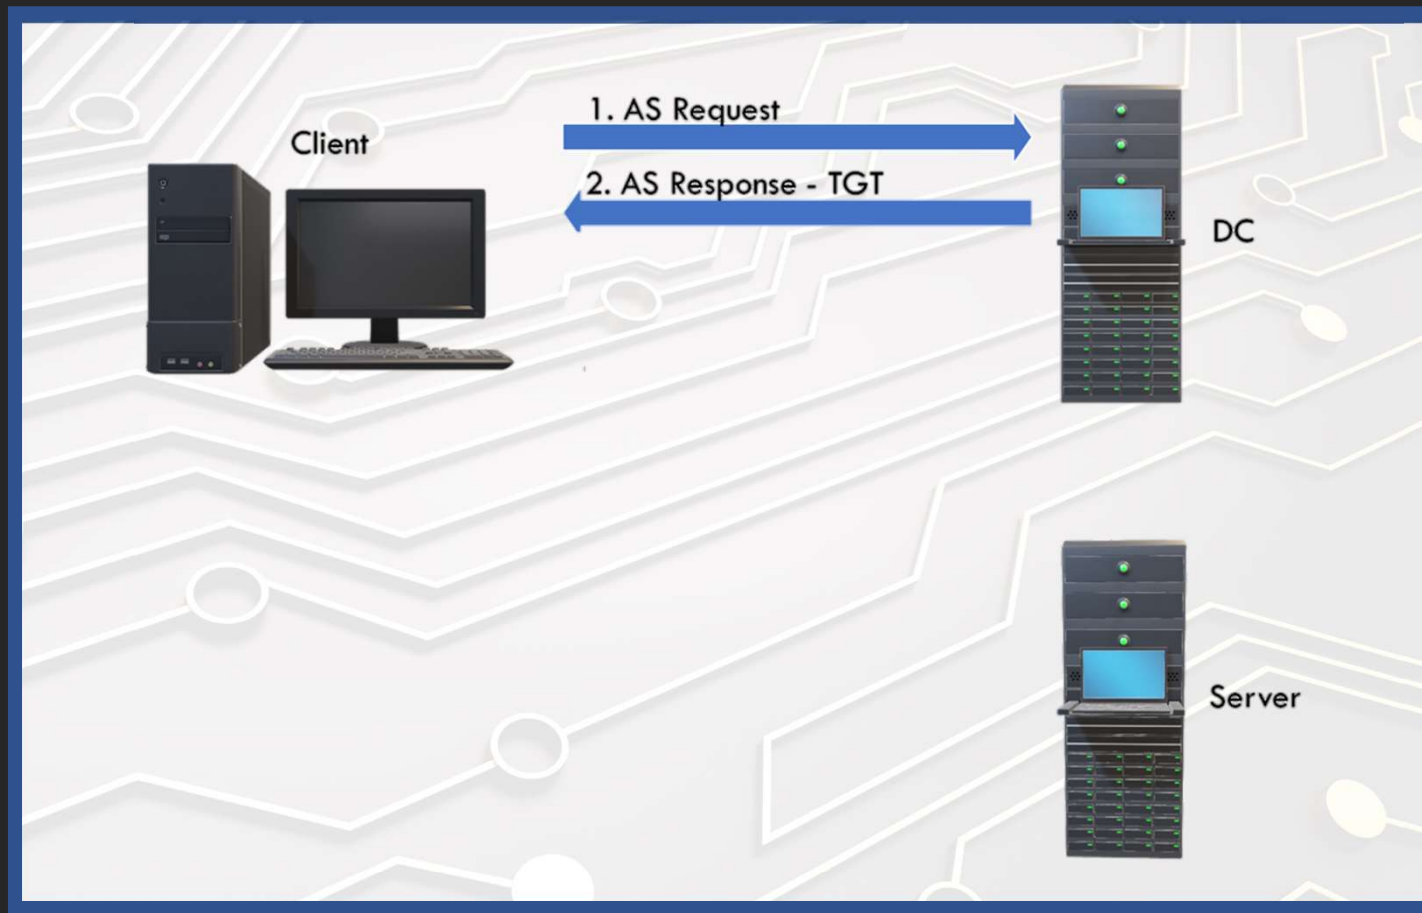 Client
1. AS Request
2. AS Response - TGT
DC
Server